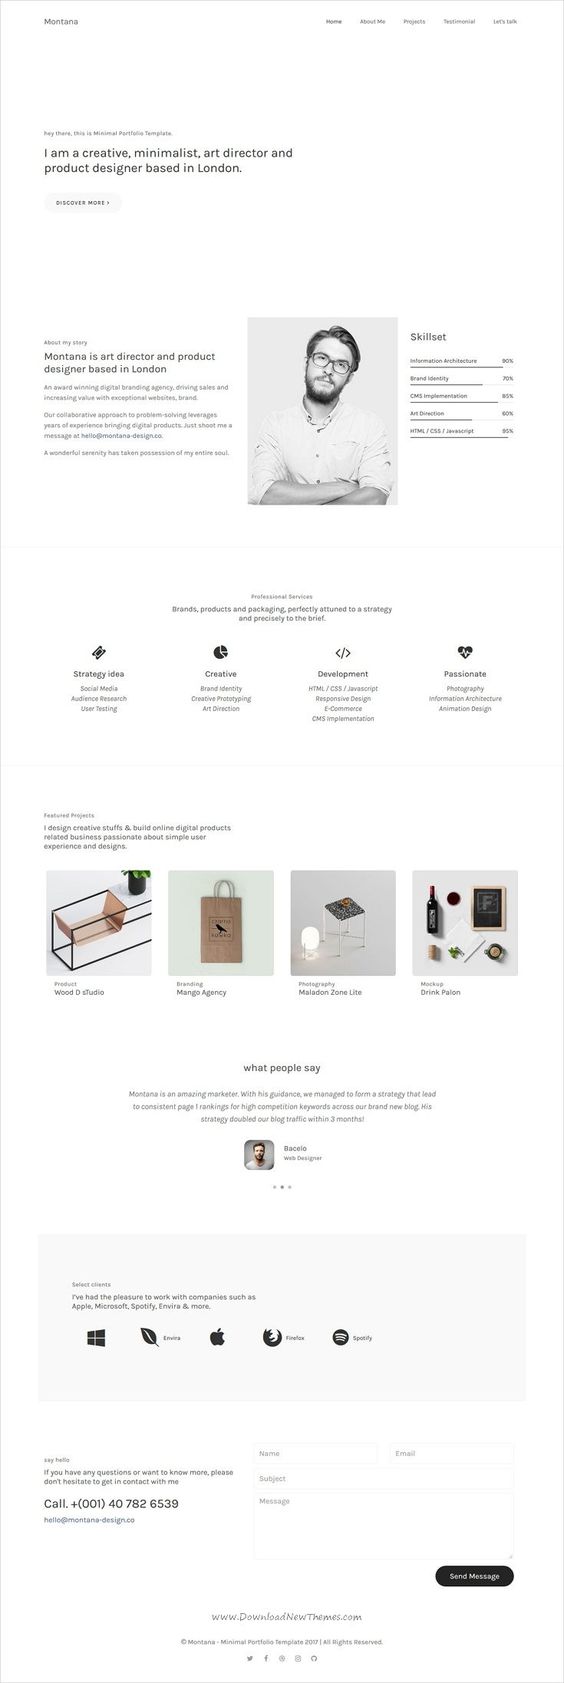 Montana
Home About Me Projects Testimonial Let's talk
hey there, this is Minimal Portfolio Template.
I am a creative, minimalist, art director and
product designer based in London.
DISCOVER MORE >
About my story
Montana is art director and product
designer based in London
An award winning digital branding agency, driving sales and
increasing value with exceptional websites, brand.
Our collaborative approach to problem-solving leverages
years of experience bringing digital products. Just shoot me a
message at hello@montana-design.co.
A wonderful serenity has taken possession of my entire soul.
Skillset
Information Architecture 90%
Brand Identity 70%
CMS implementation 85%
Art Direction 60%
HTML / CSS / Javascript 95%
Professional Services
Brands, products and packaging, perfectly attuned to a strategy
and precisely to the brief.
Strategy idea
Social Media
Audience Research
User Testing
Creative
Brand Identity
Creative Prototyping
Art Direction
Development
HTML / CSS / Javascript
Responsive Design
E-Commerce
CMS Implementation
Passionate
Photography
Information Architecture
Animation Design
Featured Projects
I design creative stuffs & build online digital products
related business passionate about simple user
experience and designs.
Product
Wood D sTudio
Branding
Mango Agency
Photography
Maladon Zone Lite
Mockup
Drink Palon
what people say
Montana is an amazing marketer. With his guidance, we managed to form a strategy that lead
to consistent page 1 rankings for high competition keywords across our brand new blog. His
strategy doubled our blog traffic within 3 months!
Bacelo
Web Designer
Select clients
I've had the pleasure to work with companies such as
Apple, Microsoft, Spotify, Envira & more.
Envira
Firefox
Spotify
say hello
If you have any questions or want to know more, please
don't hesitate to get in contact with me
Call. +(001) 40 782 6539
hello@montana-design.co
Name
Email
Subject
Message
Send Message
www.DownloadNewThemes.com
© Montana - Minimal Portfolio Template 2017 | All Rights Reserved.